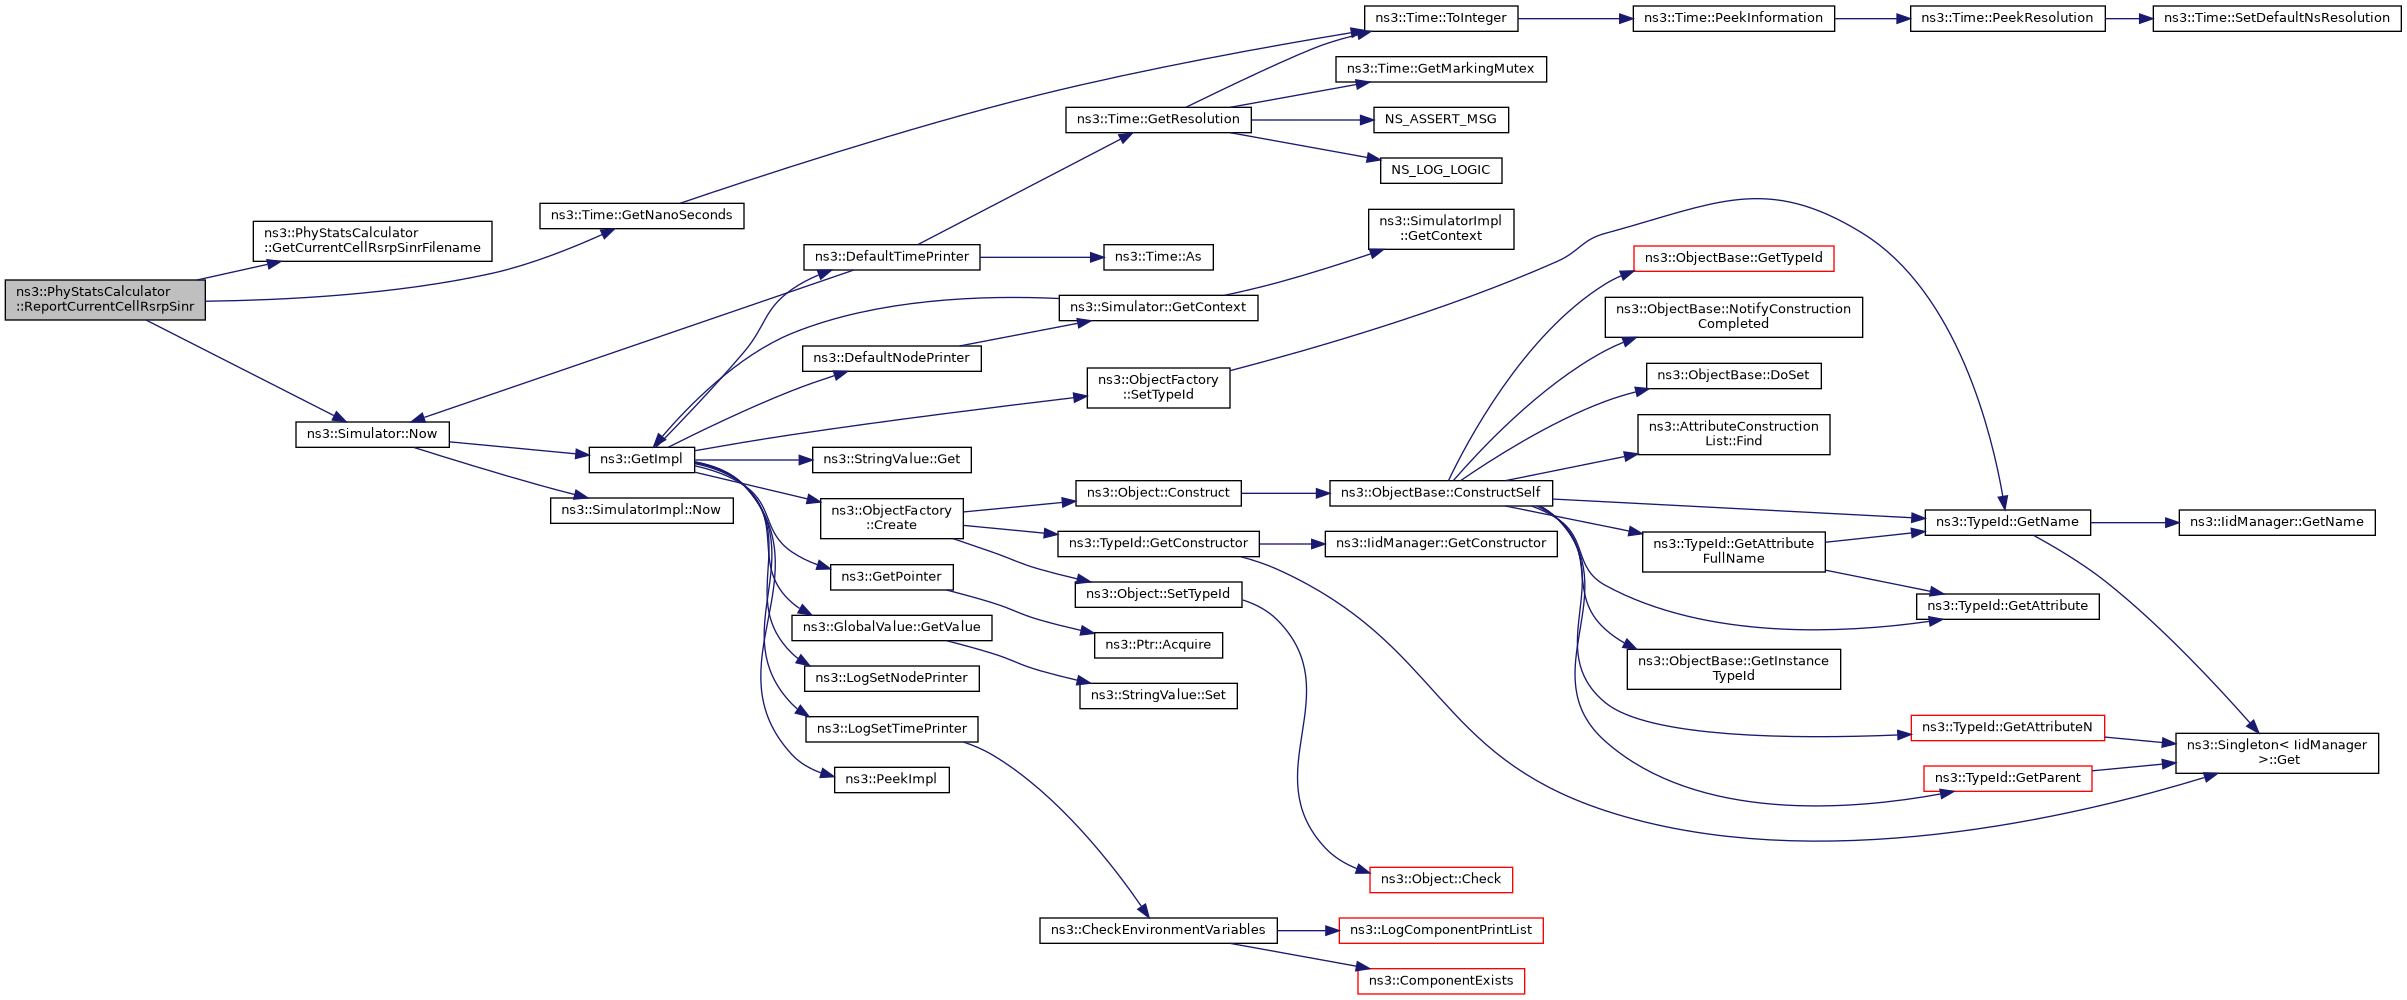 ns3::PhyStatsCalculator
::ReportCurrentCellRsrpSinr
ns3::PhyStatsCalculator
::GetCurrentCellRsrpSinrFilename
ns3::Time::GetNanoSeconds
ns3::Time::ToInteger
ns3::Time::PeekInformation
ns3::Time::PeekResolution
ns3::Time::SetDefaultNsResolution
ns3::Simulator::Now
ns3::GetImpl
ns3::SimulatorImpl::Now
ns3::DefaultTimePrinter
ns3::Time::GetResolution
ns3::Time::GetMarkingMutex
NS_ASSERT_MSG
NS_LOG_LOGIC
ns3::Time::As
ns3::DefaultNodePrinter
ns3::Simulator::GetContext
ns3::SimulatorImpl
::GetContext
ns3::ObjectFactory
::SetTypeId
ns3::StringValue::Get
ns3::ObjectFactory
::Create
ns3::Object::Construct
ns3::ObjectBase::ConstructSelf
ns3::ObjectBase::GetTypeId
ns3::ObjectBase::NotifyConstruction
Completed
ns3::ObjectBase::DoSet
ns3::AttributeConstruction
List::Find
ns3::TypeId::GetName
ns3::IidManager::GetName
ns3::TypeId::GetAttribute
FullName
ns3::TypeId::GetAttribute
ns3::ObjectBase::GetInstance
TypeId
ns3::TypeId::GetAttributeN
ns3::TypeId::GetParent
ns3::Singleton< IidManager
>::Get
ns3::TypeId::GetConstructor
ns3::IidManager::GetConstructor
ns3::Object::SetTypeId
ns3::Object::Check
ns3::GetPointer
ns3::Ptr::Acquire
ns3::GlobalValue::GetValue
ns3::StringValue::Set
ns3::LogSetNodePrinter
ns3::LogSetTimePrinter
ns3::PeekImpl
ns3::CheckEnvironmentVariables
ns3::LogComponentPrintList
ns3::ComponentExists